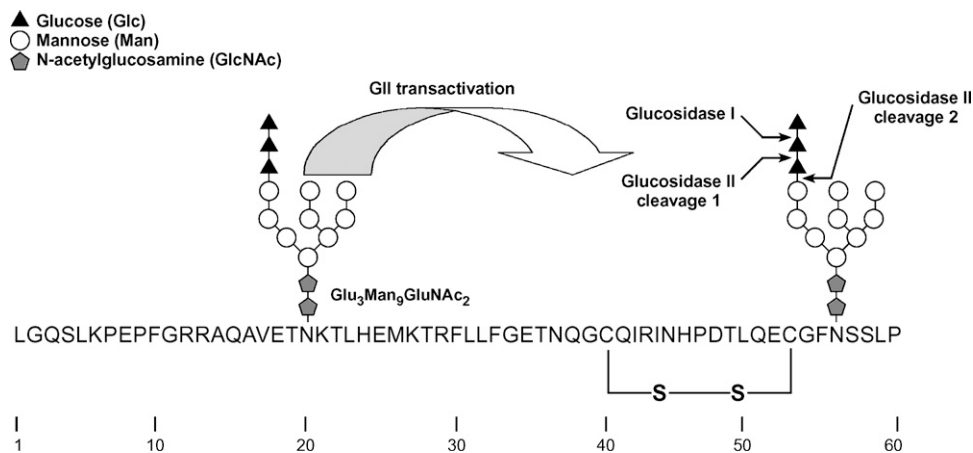 Glucose (Glc)
Mannose (Man)
N-acetylglucosamine (GlcNAc)
GII transactivation
Glucosidase I
Glucosidase II
cleavage 2
Glucosidase II
cleavage 1
Glu3Man9GluNAc2
LGQSLKPEPFGRRAQAVETNKTLHEMKTRFLLFGETNQGCQIRINHPDTLQECGFNSSLP
S S
1 10 20 30 40 50 60